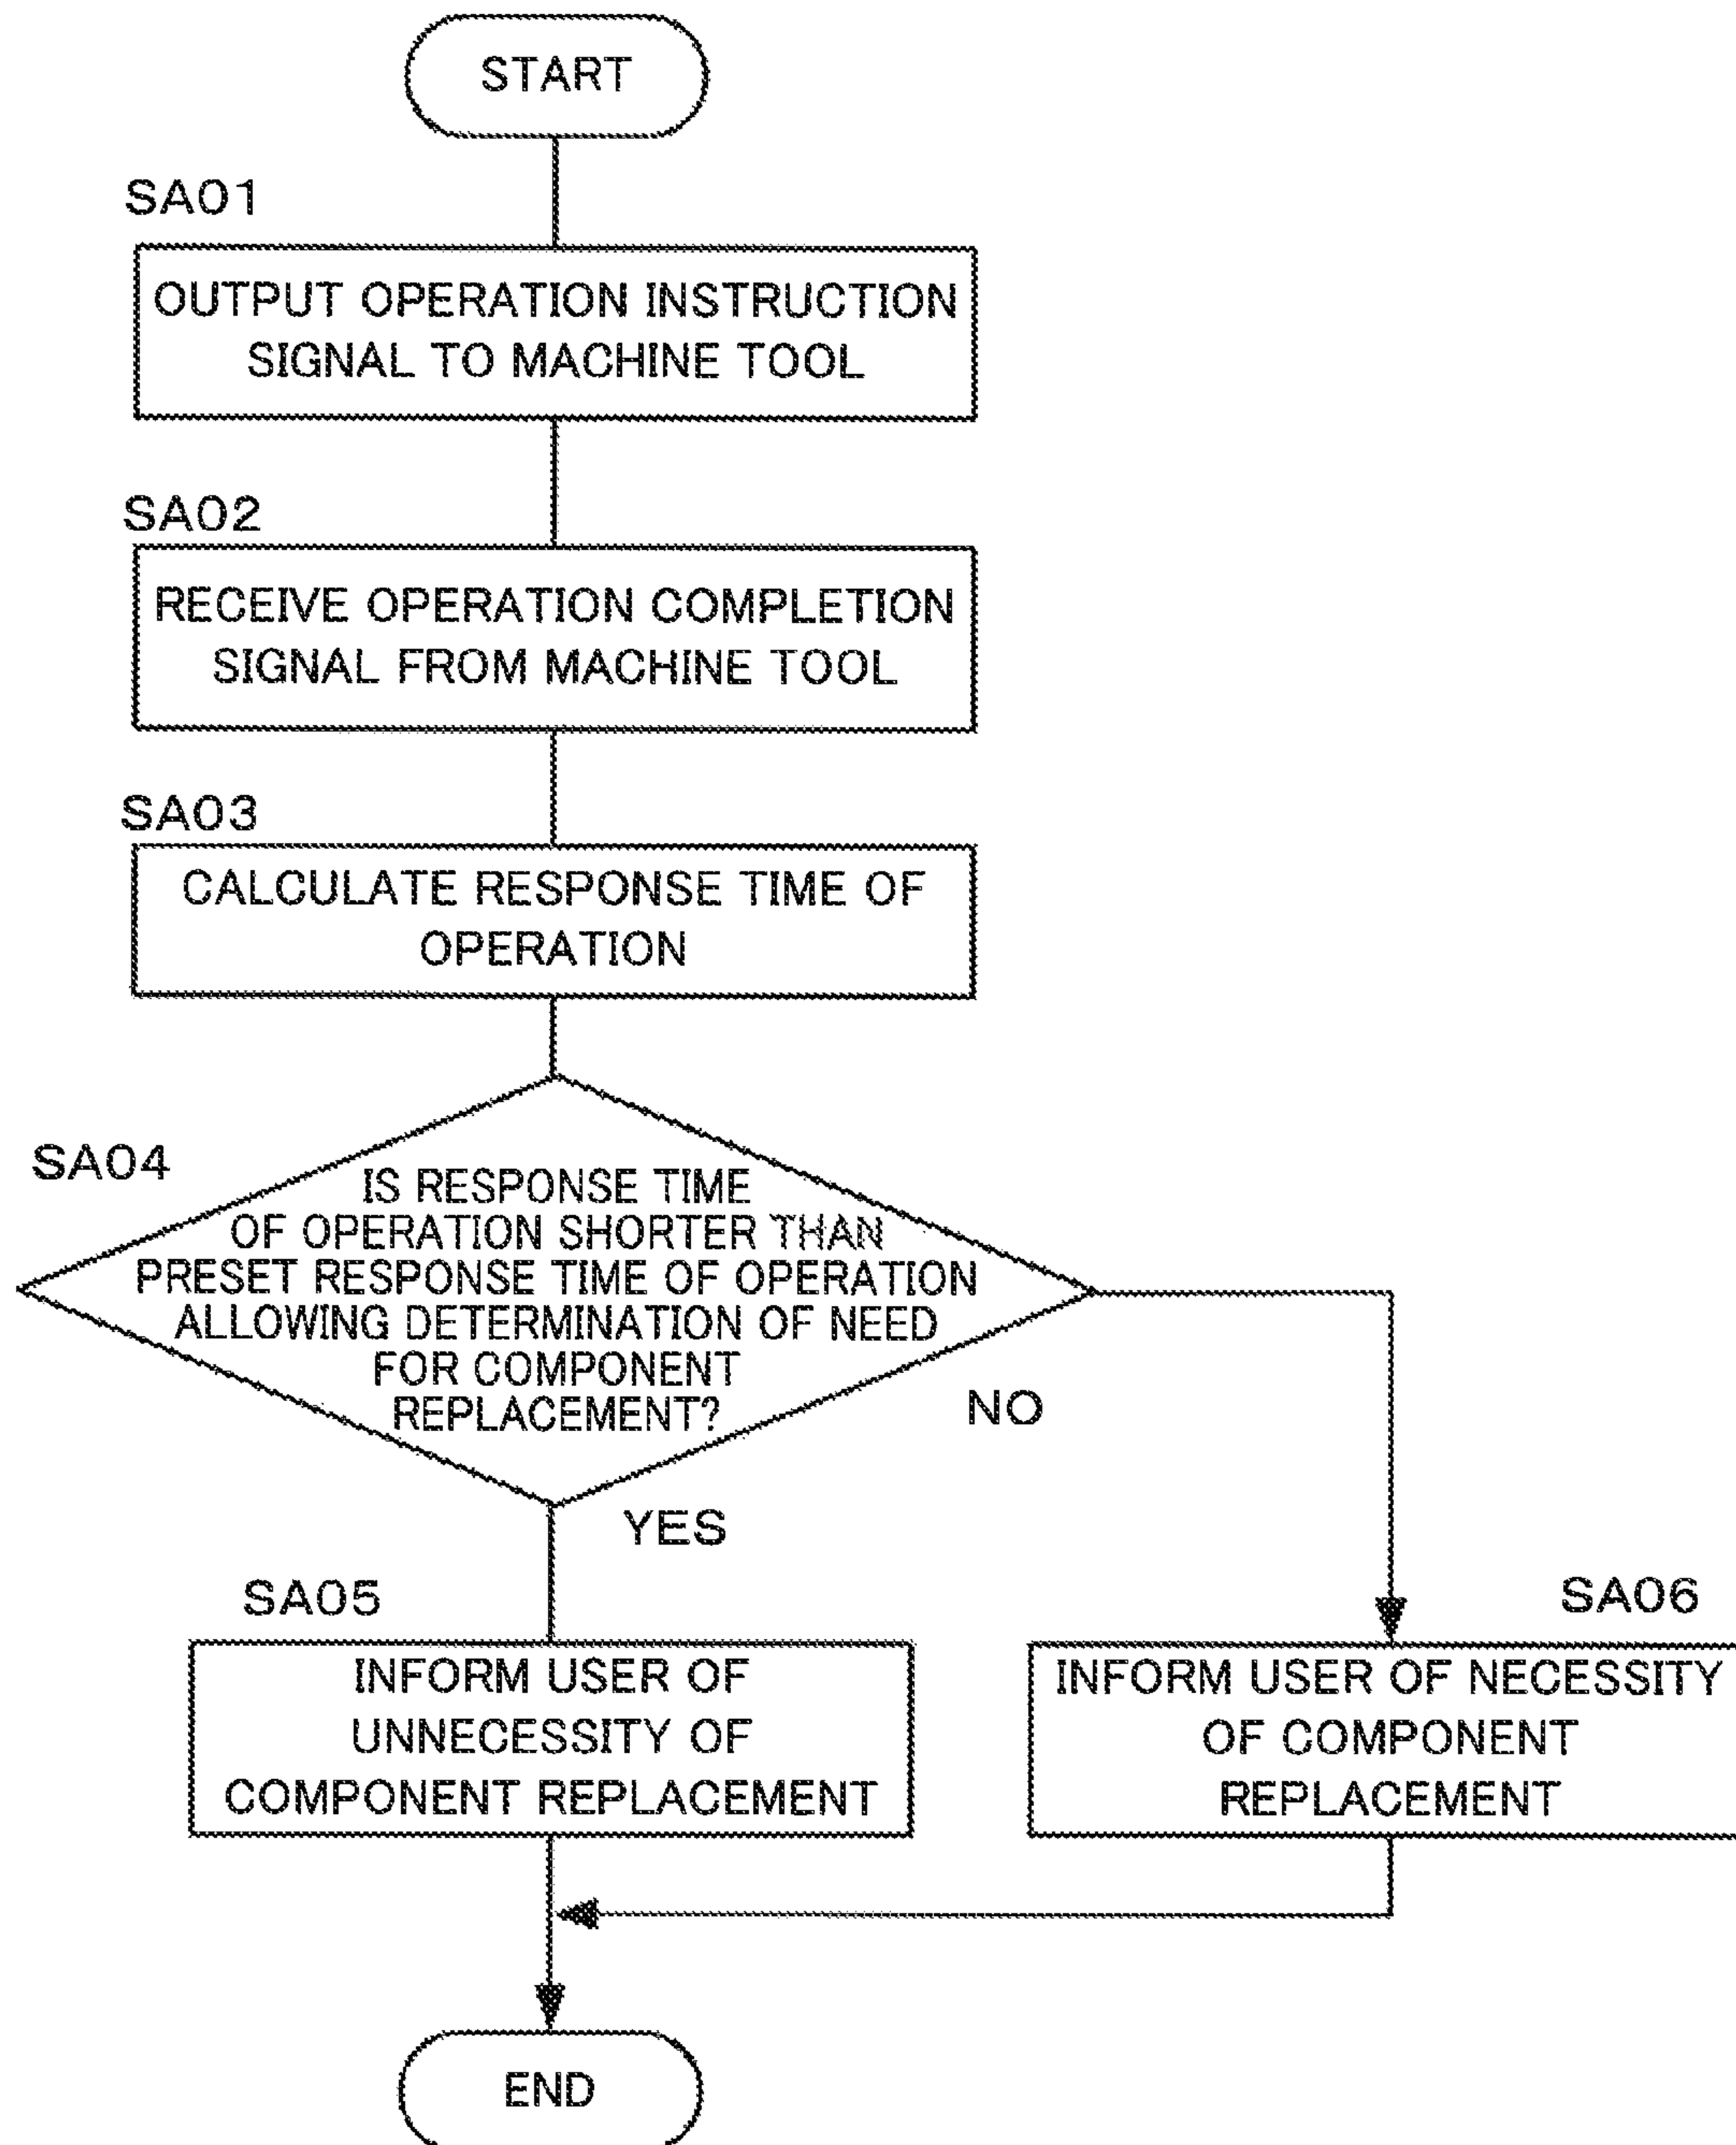 START
SA01
OUTPUT OPERATION INSTRUCTION
SIGNAL TO MACHINE TOOL
SA02
RECEIVE OPERATION COMPLETION
SIGNAL FROM MACHINE TOOL
SA03
CALCULATE RESPONSE TIME OF
OPERATION
SA04
IS RESPONSE TIME
OF OPERATION SHORTER THAN
PRESET RESPONSE TIME OF OPERATION
ALLOWING DETERMINATION OF NEED
FOR COMPONENT
REPLACEMENT?
NO
YES
SA05
INFORM USER OF
UNNECESSITY OF
COMPONENT REPLACEMENT
SA06
INFORM USER OF NECESSITY
OF COMPONENT
REPLACEMENT
END